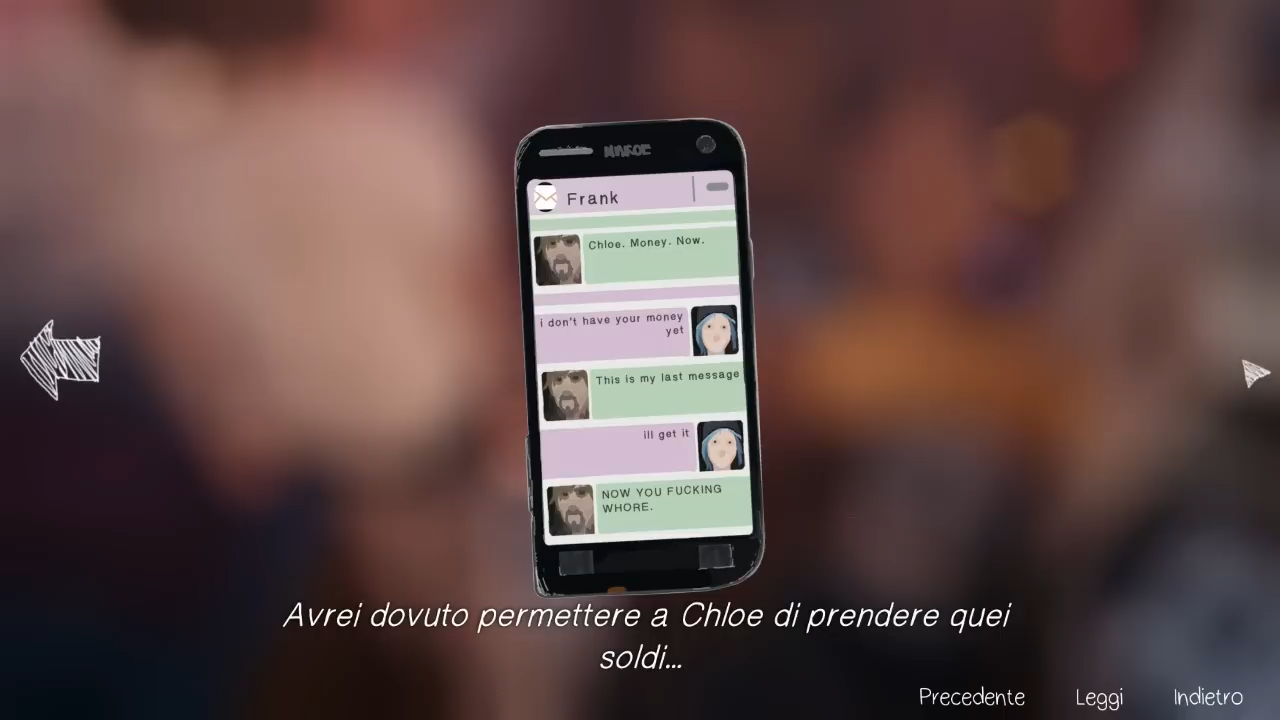 Frank
Chloe. Money. Now.
i don't have your money
yet
This is my last message
ill get it
NOW YOU FUCKING
WHORE.
Avrei dovuto permettere a Chloe di prendere quei
soldi...
Precedente Leggi Indietro